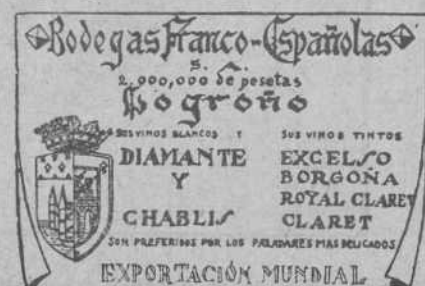 Bodegas Franco-Españolas
S.
2.000,000 de pesetas
Logroño
SUS VINOS BLANCOS Y SUS VINOS TINTOS
DIAMANTE EXCELSO
Y BORGOÑA
ROYAL CLARET
CHABLIS CLARET
SON PREFERIDOS POR LOS PALADARES MAS DELICADOS
EXPORTACIÓN MUNDIAL